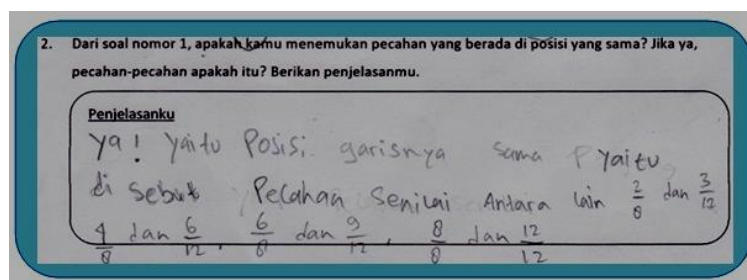 2. Dari soal nomor 1, apakah kamu menemukan pecahan yang berada di posisi yang sama? Jika ya,
pecahan-pecahan apakah itu? Berikan penjelasanmu.
Penjelasanku
Ya! yaitu Posisi garisnya sama yaitu
di sebut Pecahan Senilai Antara lain 2/8 dan 3/12
4/8 dan 6/12, 6/8 dan 9/12, 8/8 dan 12/12